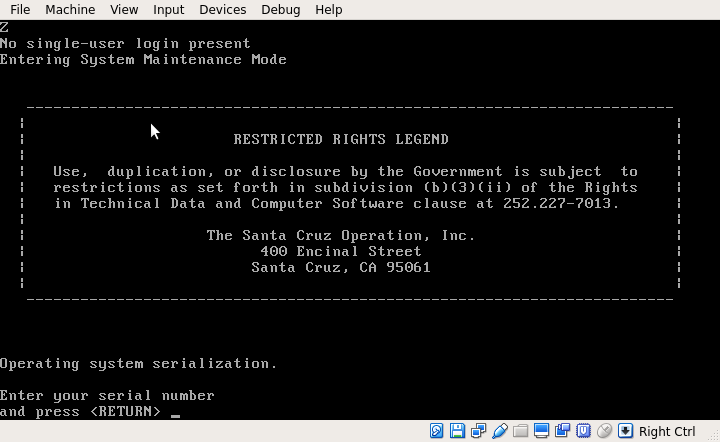 File Machine View Input Devices Debug Help
Z
No single-user login present
Entering System Maintenance Mode
RESTRICTED RIGHTS LEGEND
Use,  duplication, or disclosure by the Government is subject  to
restrictions as set forth in subdivision (b)(3)(ii) of the Rights
in Technical Data and Computer Software clause at 252.227-7013.
The Santa Cruz Operation, Inc.
400 Encinal Street
Santa Cruz, CA 95061
Operating system serialization.
Enter your serial number
and press <RETURN> _
Right Ctrl